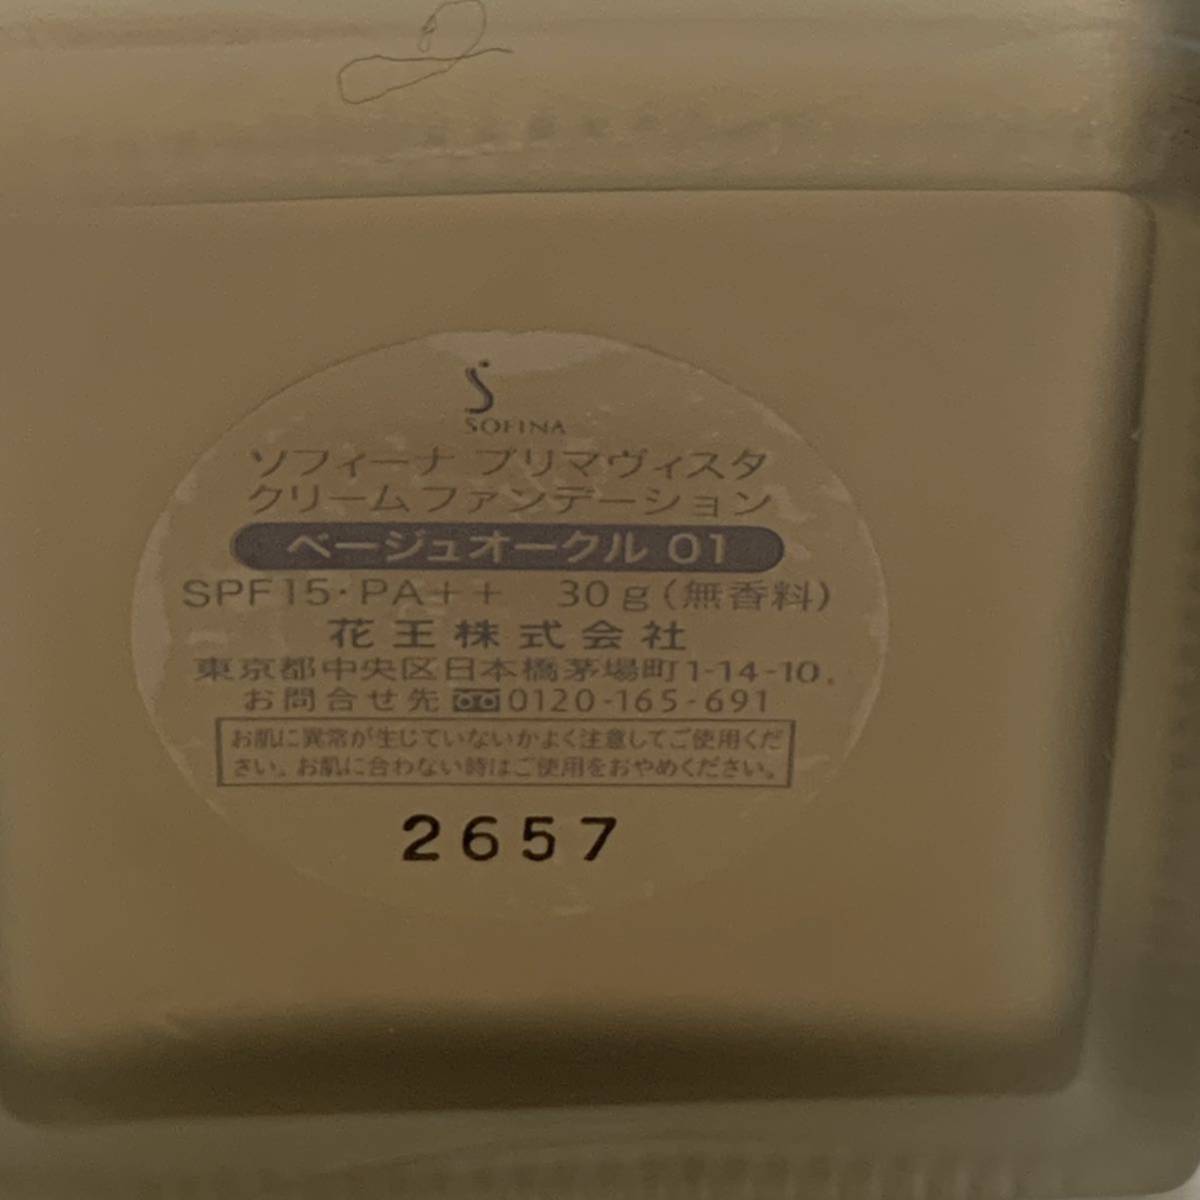 SOFINA
ソフィーナ プリマヴィスタ
クリームファンデーション
ベージュオークル 01
SPF15・PA++ 30g(無香料)
花王株式会社
東京都中央区日本橋茅場町1-14-10.
お問合せ先 0120-165-691
お肌に異常が生じていないかよく注意してご使用くだ
さい。お肌に合わない時はご使用をおやめください。
2657